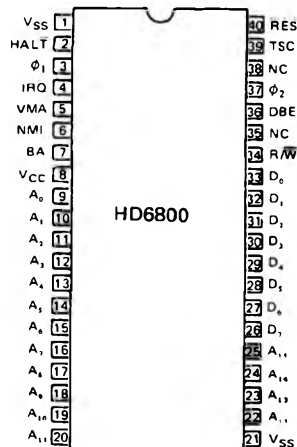 VSS 1
HALT 2
ϕ1 3
IRQ 4
VMA 5
NMI 6
BA 7
VCC 8
A0 9
A1 10
A2 11
A3 12
A4 13
A5 14
A6 15
A7 16
A8 17
A9 18
A10 19
A11 20
HD6800
40 RES
39 TSC
38 NC
37 ϕ2
36 DBE
35 NC
34 R/W̅
33 D0
32 D1
31 D2
30 D3
29 D4
28 D5
27 D6
26 D7
25
24
23
22
21 VSS